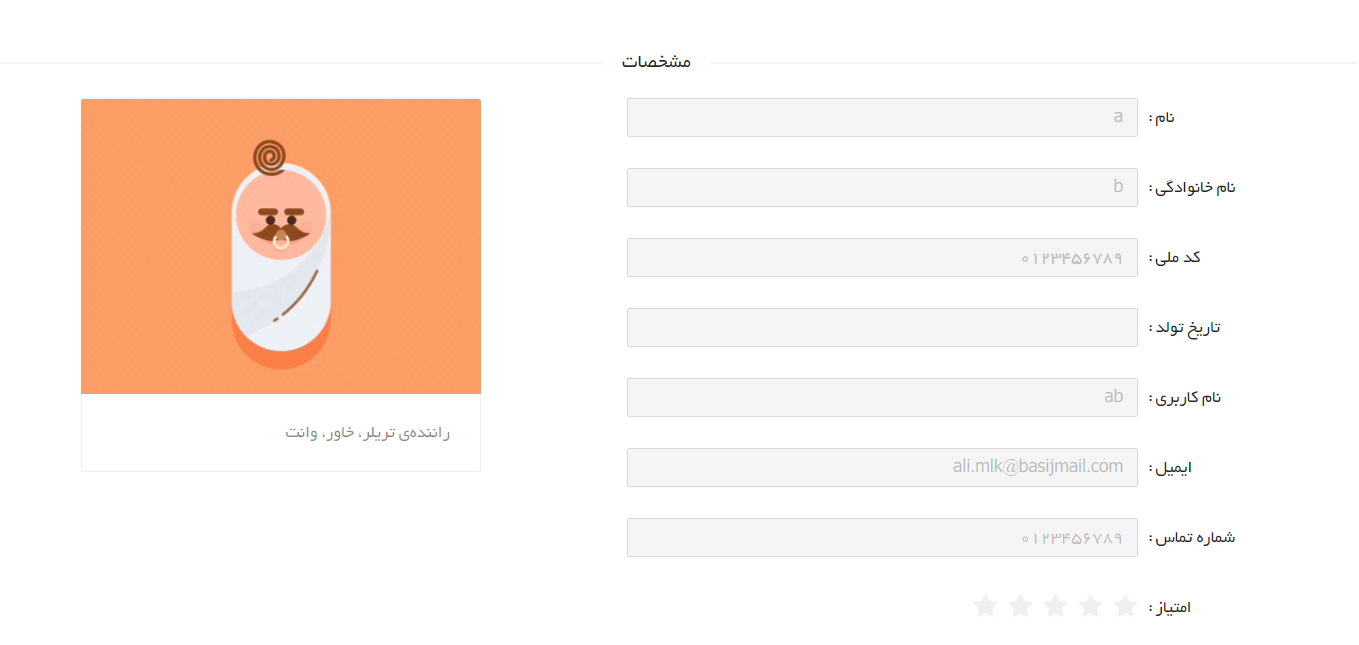 مشخصات
نام :
a
نام خانوادگی :
b
کد ملی :
۰۱۲۳۴۵۶۷۸۹
تاریخ تولد :
نام کاربری :
ab
ایمیل :
ali.mlk@basijmail.com
شماره تماس :
۰۱۲۳۴۵۶۷۸۹
امتیاز :
راننده‌ی تریلر، خاور، وانت